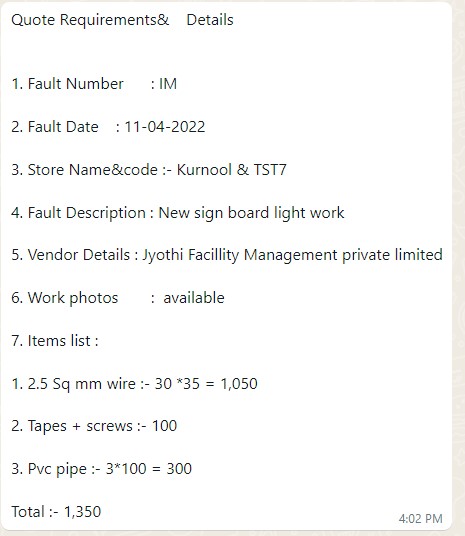 Quote Requirements& Details
1. Fault Number : IM
2. Fault Date : 11-04-2022
3. Store Name&code :- Kurnool & TST7
4. Fault Description : New sign board light work
5. Vendor Details : Jyothi Facillity Management private limited
6. Work photos : available
7. Items list :
1. 2.5 Sq mm wire :- 30 *35 = 1,050
2. Tapes + screws :- 100
3. Pvc pipe :- 3*100 = 300
Total :- 1,350
4:02 PM